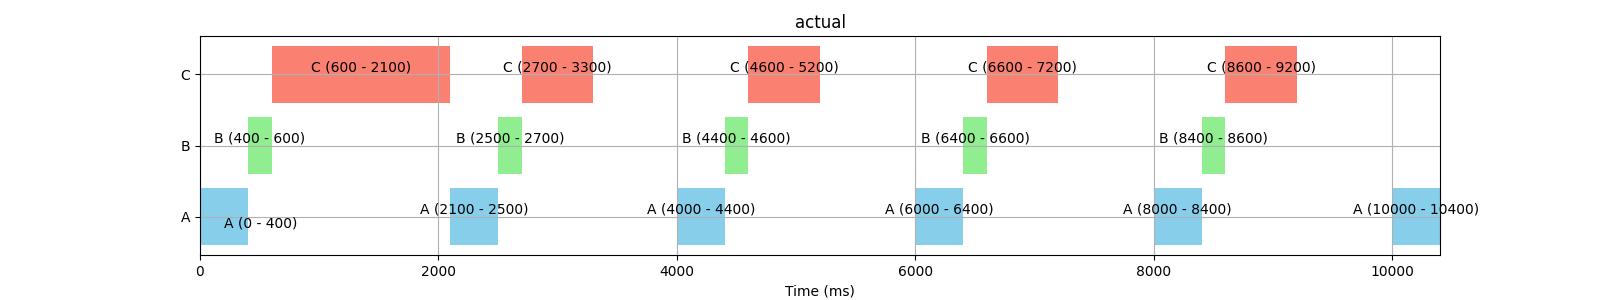 actual
C
C (600 - 2100)
C (2700 - 3300)
C (4600 - 5200)
C (6600 - 7200)
C (8600 - 9200)
B
B (400 - 600)
B (2500 - 2700)
B (4400 - 4600)
B (6400 - 6600)
B (8400 - 8600)
A
A (0 - 400)
A (2100 - 2500)
A (4000 - 4400)
A (6000 - 6400)
A (8000 - 8400)
A (10000 - 10400)
0
2000
4000
6000
8000
10000
Time (ms)